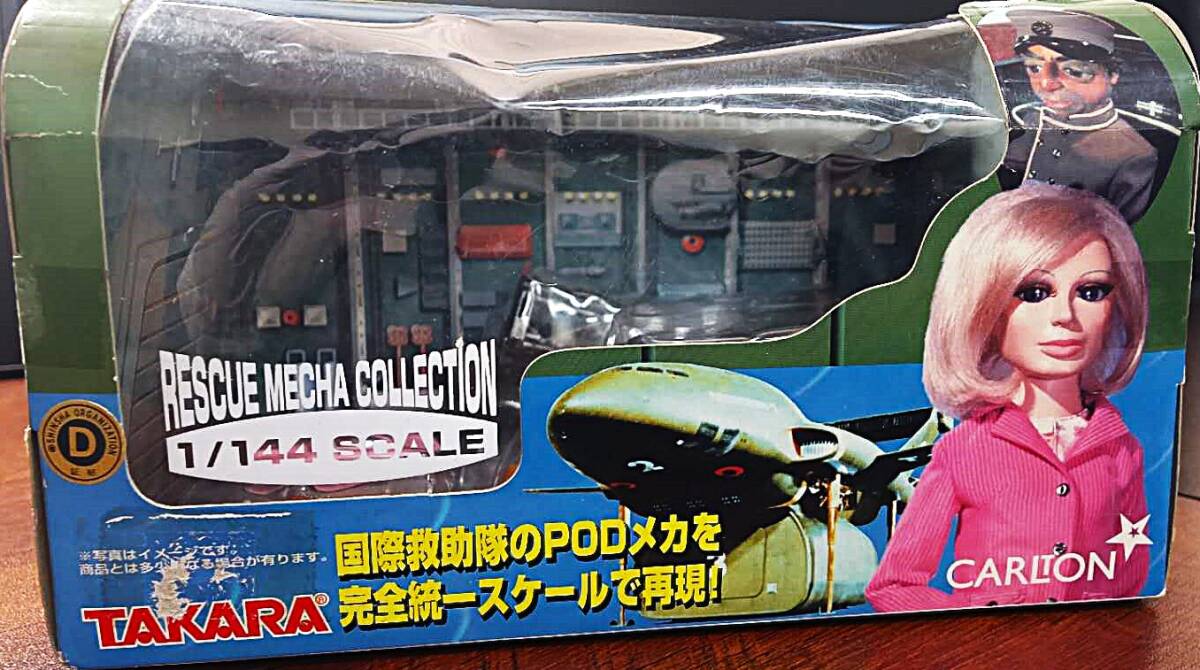 RESCUE MECHA COLLECTION
1/144 SCALE
ORGANIZATION
D
※写真はイメージです。
商品とは多少異なる場合が有ります。
国際救助隊のPODメカを
完全統一スケールで再現!
TAKARA®
CARLTON
2